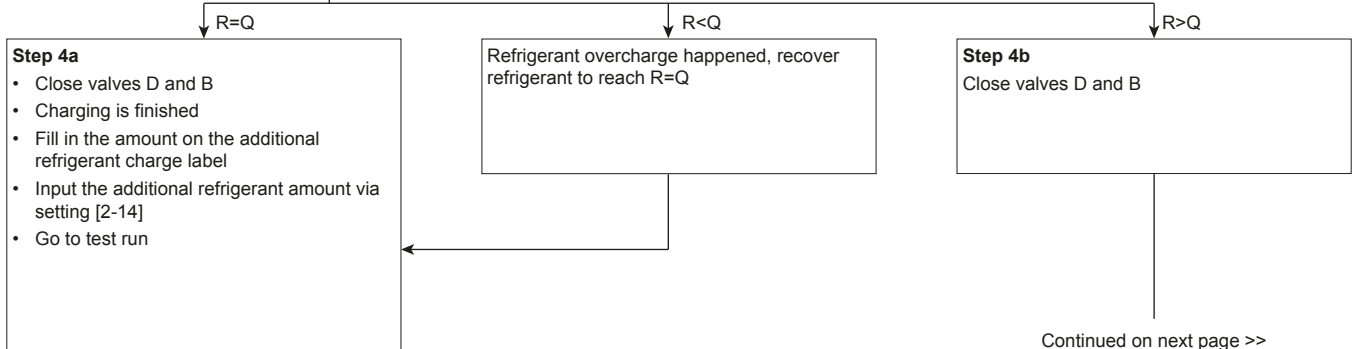 R=Q
R<Q
R>Q
Step 4a
• Close valves D and B
• Charging is finished
• Fill in the amount on the additional
refrigerant charge label
• Input the additional refrigerant amount via
setting [2-14]
• Go to test run
Refrigerant overcharge happened, recover
refrigerant to reach R=Q
Step 4b
Close valves D and B
Continued on next page >>